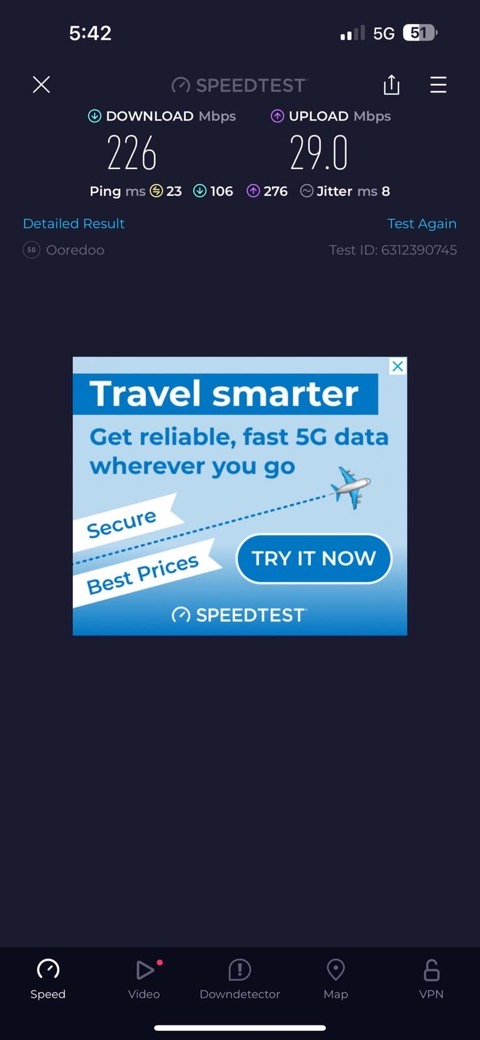 5:42
5G 51
SPEEDTEST
DOWNLOAD Mbps
UPLOAD Mbps
226
29.0
Ping ms 23 106 276 Jitter ms 8
Detailed Result
Test Again
5G Ooredoo
Test ID: 6312390745
Travel smarter
Get reliable, fast 5G data
wherever you go
Secure
Best Prices
TRY IT NOW
SPEEDTEST
Speed
Video
Downdetector
Map
VPN